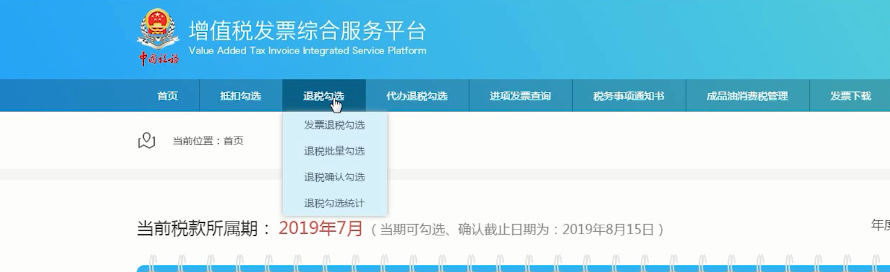 增值税发票综合服务平台
Value Added Tax Invoice Integrated Service Platform
中国税务
首页 抵扣勾选 退税勾选 代办退税勾选 进项发票查询 税务事项通知书 成品油消费税管理 发票下载
发票退税勾选
当前位置：首页
退税批量勾选
退税确认勾选
退税勾选统计
当前税款所属期： 2019年7月 （ 当期可勾选、确认截止日期为：2019年8月15日 ）
年度